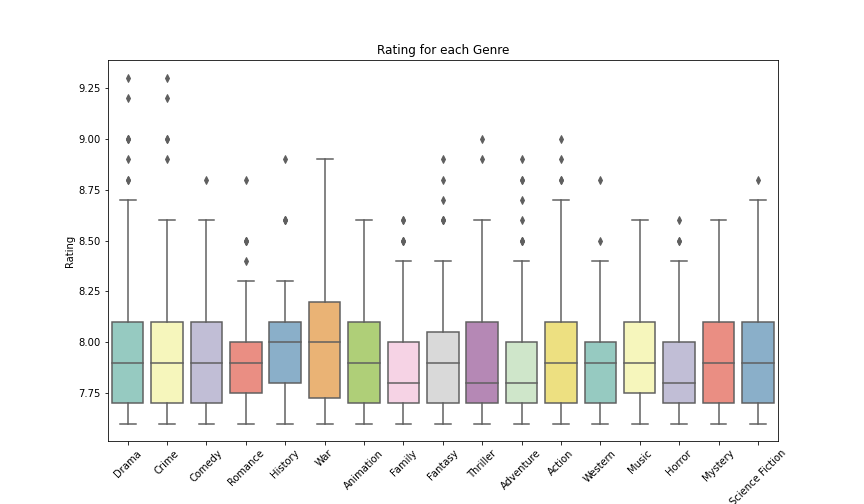 Rating for each Genre
9.25
9.00
8.75
8.50
8.25
8.00
7.75
Rating
Drama
Crime
Comedy
Romance
History
War
Animation
Family
Fantasy
Thriller
Adventure
Action
Western
Music
Horror
Mystery
Science Fiction